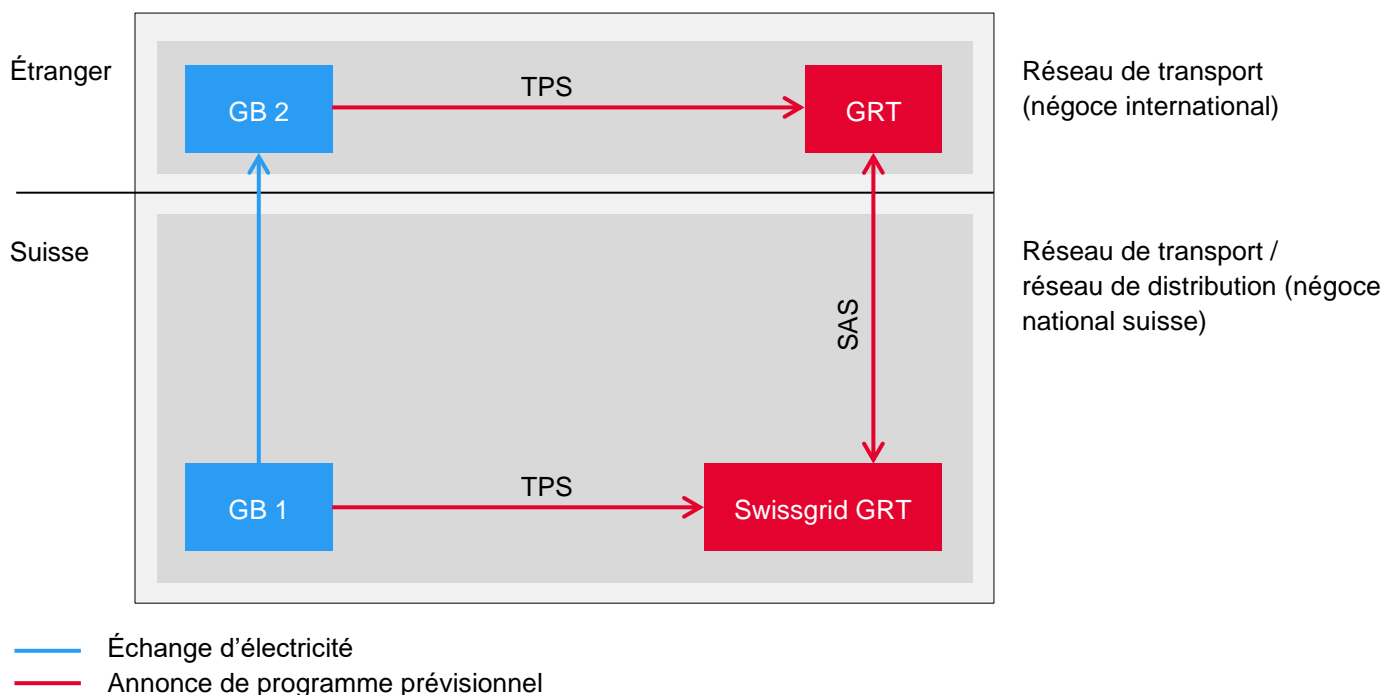 Étranger
GB 2
TPS
GRT
Réseau de transport
(négoce international)
Suisse
Réseau de transport /
réseau de distribution (négoce
national suisse)
SAS
GB 1
TPS
Swissgrid GRT
Échange d’électricité
Annonce de programme prévisionnel